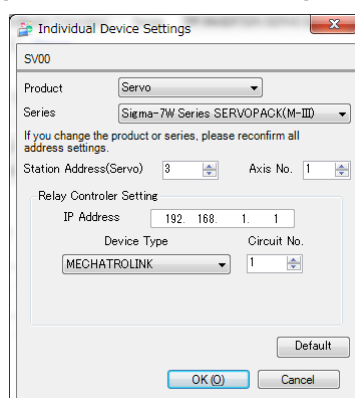 Individual Device Settings
SV00
Product Servo
Series Sigma-7W Series SERVOPACK(M-III)
If you change the product or series, please reconfirm all
address settings.
Station Address(Servo) 3 Axis No. 1
Relay Controler Setting
IP Address 192. 168. 1. 1
Device Type Circuit No.
MECHATROLINK 1
Default
OK (O) Cancel